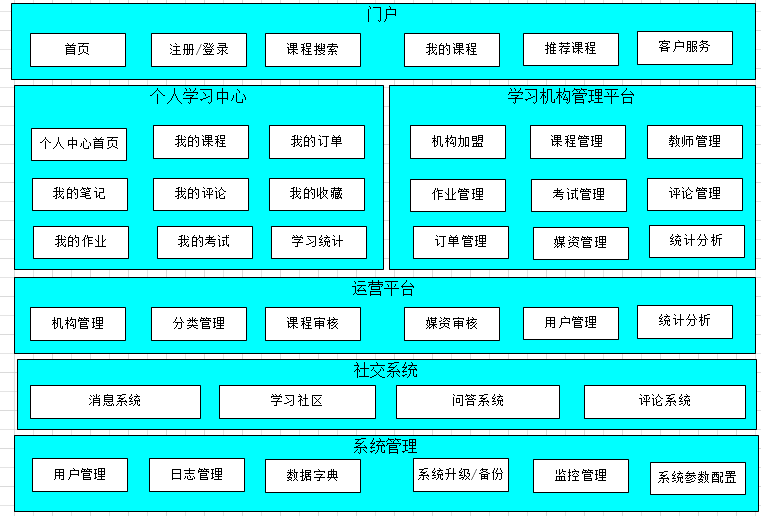 门户
首页
注册/登录
课程搜索
我的课程
推荐课程
客户服务
个人学习中心
个人中心首页
我的课程
我的订单
我的笔记
我的评论
我的收藏
我的作业
我的考试
学习统计
学习机构管理平台
机构加盟
课程管理
教师管理
作业管理
考试管理
评论管理
订单管理
媒资管理
统计分析
运营平台
机构管理
分类管理
课程审核
媒资审核
用户管理
统计分析
社交系统
消息系统
学习社区
问答系统
评论系统
系统管理
用户管理
日志管理
数据字典
系统升级/备份
监控管理
系统参数配置